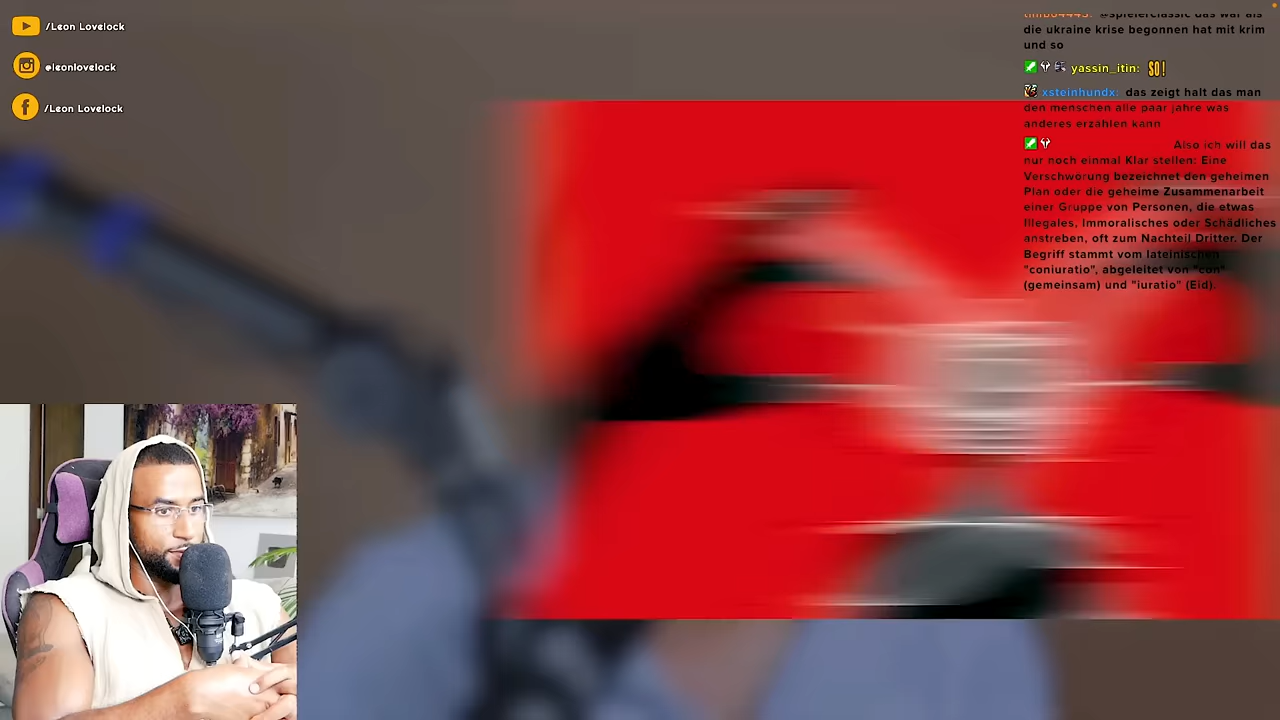 /Leon Lovelock
@leonlovelock
/Leon Lovelock
die ukraine krise begonnen hat mit krim
und so
yassin_itin: SO!
xsteinhundx: das zeigt halt das man
den menschen alle paar jahre was
anderes erzählen kann
Also ich will das
nur noch einmal Klar stellen: Eine
Verschwörung bezeichnet den geheimen
Plan oder die geheime Zusammenarbeit
einer Gruppe von Personen, die etwas
Illegales, Immoralisches oder Schädliches
anstreben, oft zum Nachteil Dritter. Der
Begriff stammt vom lateinischen
"coniuratio", abgeleitet von "con"
(gemeinsam) und "iuratio" (Eid).